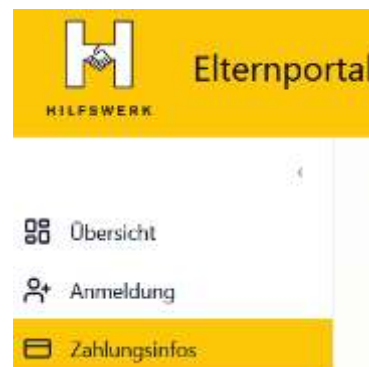 Elternportal
HILFSWERK
Übersicht
Anmeldung
Zahlungsinfos